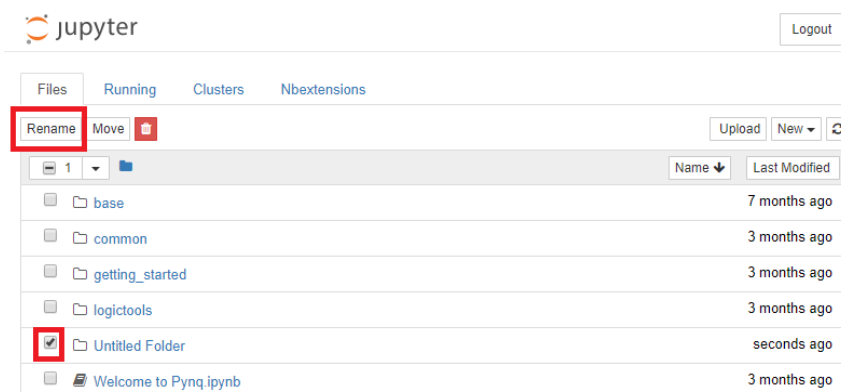 jupyter
Logout
Files Running Clusters Nbextensions
Rename Move Upload New
1 Name Last Modified
base 7 months ago
common 3 months ago
getting_started 3 months ago
logictools 3 months ago
Untitled Folder seconds ago
Welcome to Pynq.ipynb 3 months ago